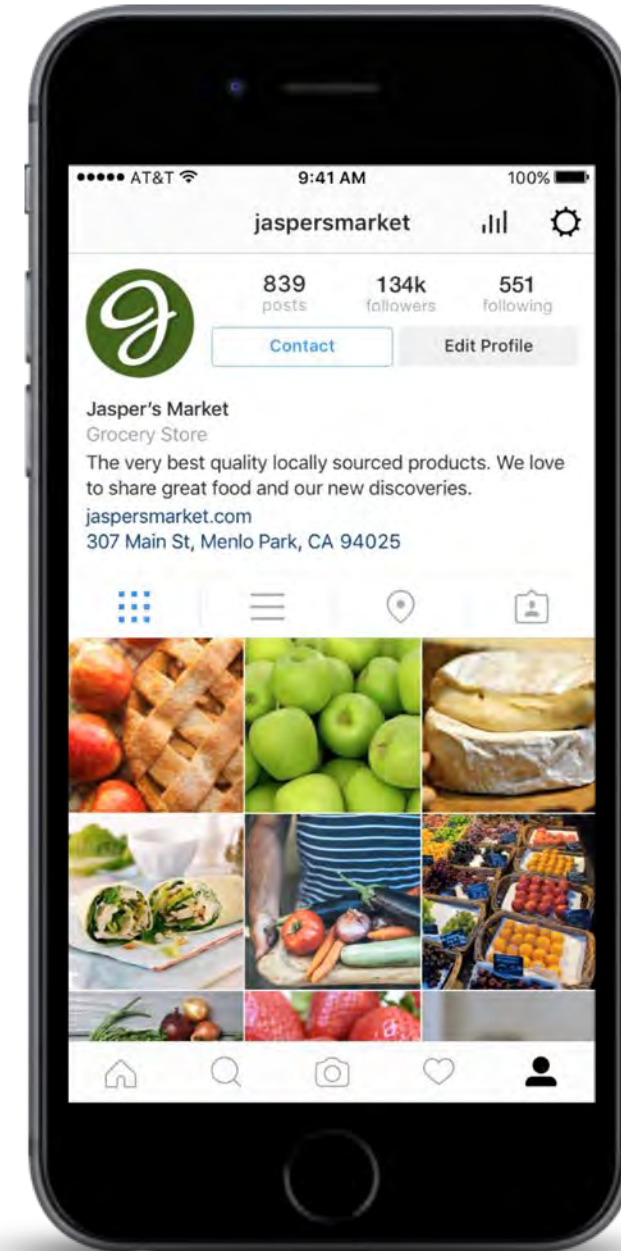 AT&T 9:41 AM 100%
jaspersmarket
839 134k 551
posts followers following
Contact Edit Profile
Jasper's Market
Grocery Store
The very best quality locally sourced products. We love
to share great food and our new discoveries.
jaspersmarket.com
307 Main St, Menlo Park, CA 94025